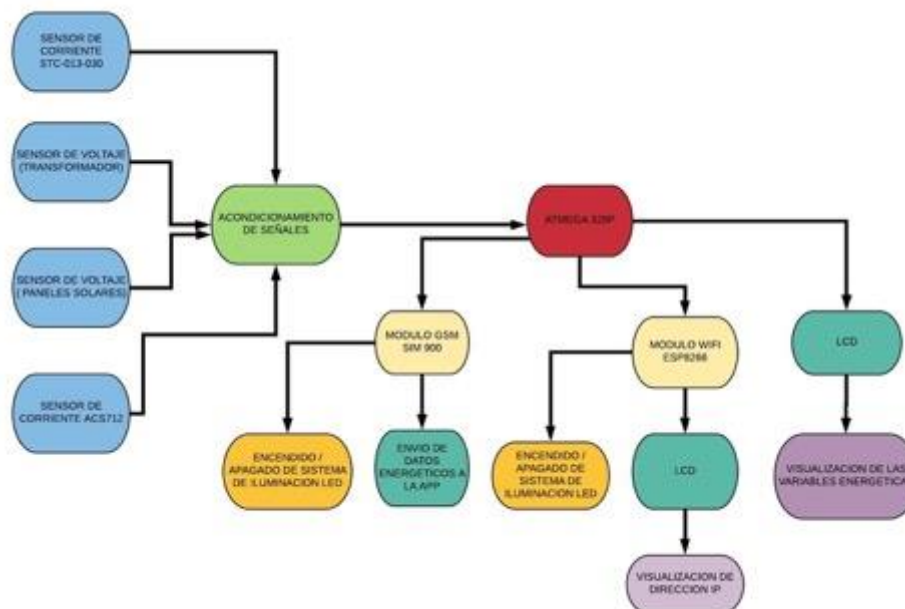 SENSOR DE
CORRIENTE
STC-013-030
SENSOR DE VOLTAJE
(TRANSFORMADOR)
SENSOR DE VOLTAJE
( PANELES SOLARES)
SENSOR DE
CORRIENTE ACS712
ACONDICIONAMIENTO
DE SEÑALES
ATMEGA 328P
MODULO GSM
SIM 900
MODULO WIFI
ESP8266
LCD
ENCENDIDO /
APAGADO DE SISTEMA
DE ILUMINACION LED
ENVIO DE
DATOS
ENERGETICOS A
LA APP
ENCENDIDO /
APAGADO DE
SISTEMA DE
ILUMINACION LED
LCD
VISUALIZACION DE LAS
VARIABLES ENERGETICA
VISUALIZACION DE
DIRECCION IP